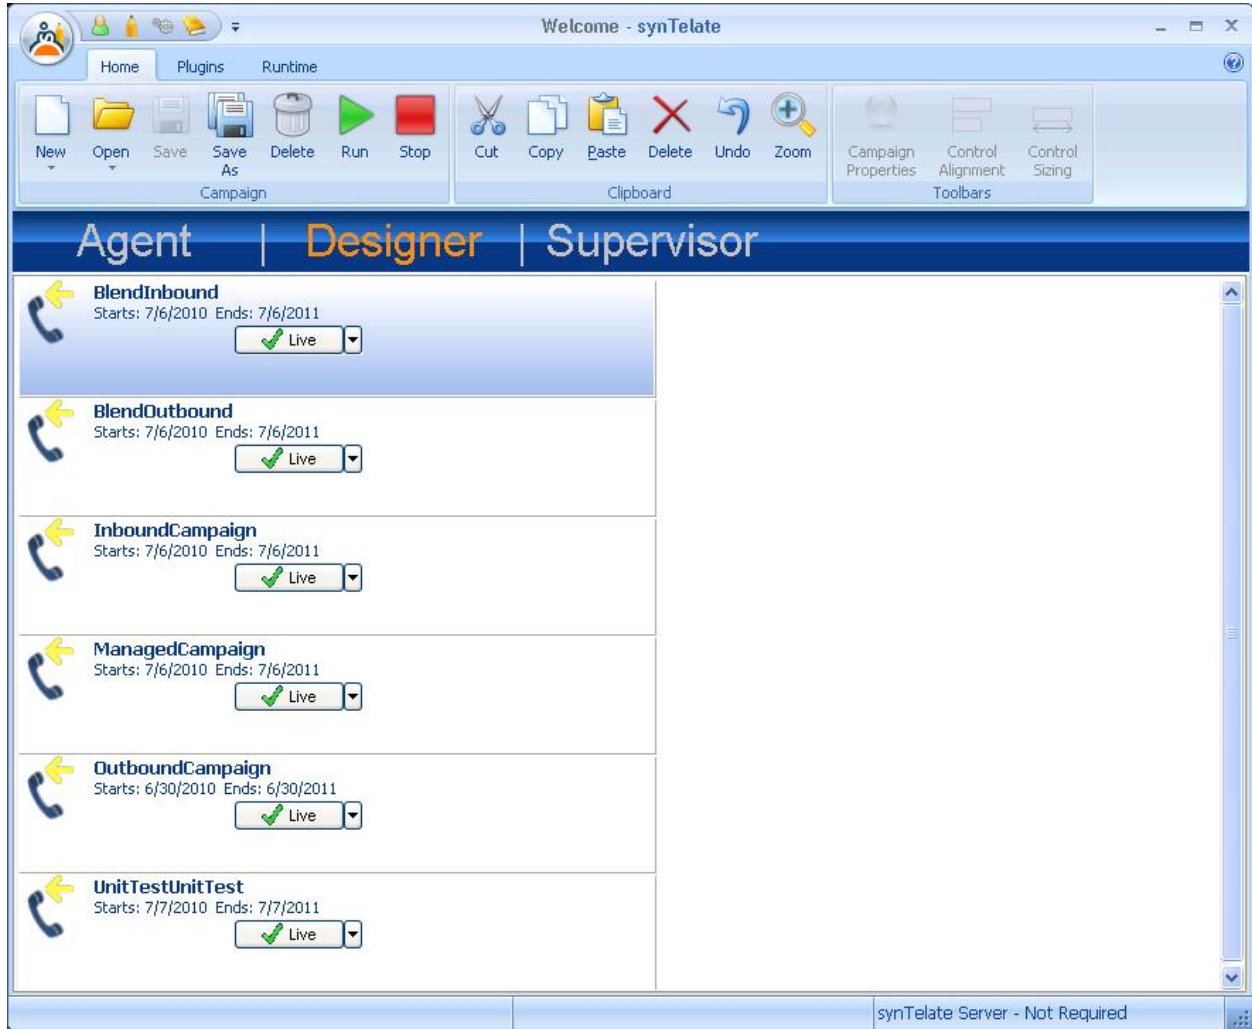 Welcome - synTelate
Home Plugins Runtime
New Open Save Save As Delete Run Stop Cut Copy Paste Delete Undo Zoom Campaign Properties Control Alignment Control Sizing
Campaign Clipboard Toolbars
Agent | Designer | Supervisor
BlendInbound
Starts: 7/6/2010 Ends: 7/6/2011
Live
BlendOutbound
Starts: 7/6/2010 Ends: 7/6/2011
Live
InboundCampaign
Starts: 7/6/2010 Ends: 7/6/2011
Live
ManagedCampaign
Starts: 7/6/2010 Ends: 7/6/2011
Live
OutboundCampaign
Starts: 6/30/2010 Ends: 6/30/2011
Live
UnitTestUnitTest
Starts: 7/7/2010 Ends: 7/7/2011
Live
synTelate Server - Not Required